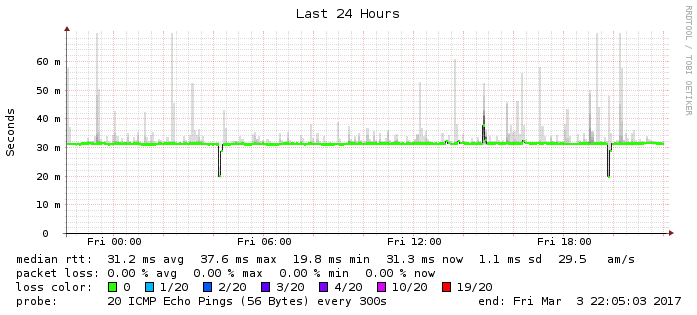 Last 24 Hours
RRDTOOL / TOBI OETIKER
Seconds
60 m
50 m
40 m
30 m
20 m
10 m
0
Fri 00:00 Fri 06:00 Fri 12:00 Fri 18:00
median rtt: 31.2 ms avg 37.6 ms max 19.8 ms min 31.3 ms now 1.1 ms sd 29.5 am/s
packet loss: 0.00 % avg 0.00 % max 0.00 % min 0.00 % now
loss color: 0 1/20 2/20 3/20 4/20 10/20 19/20
probe: 20 ICMP Echo Pings (56 Bytes) every 300s end: Fri Mar 3 22:05:03 2017